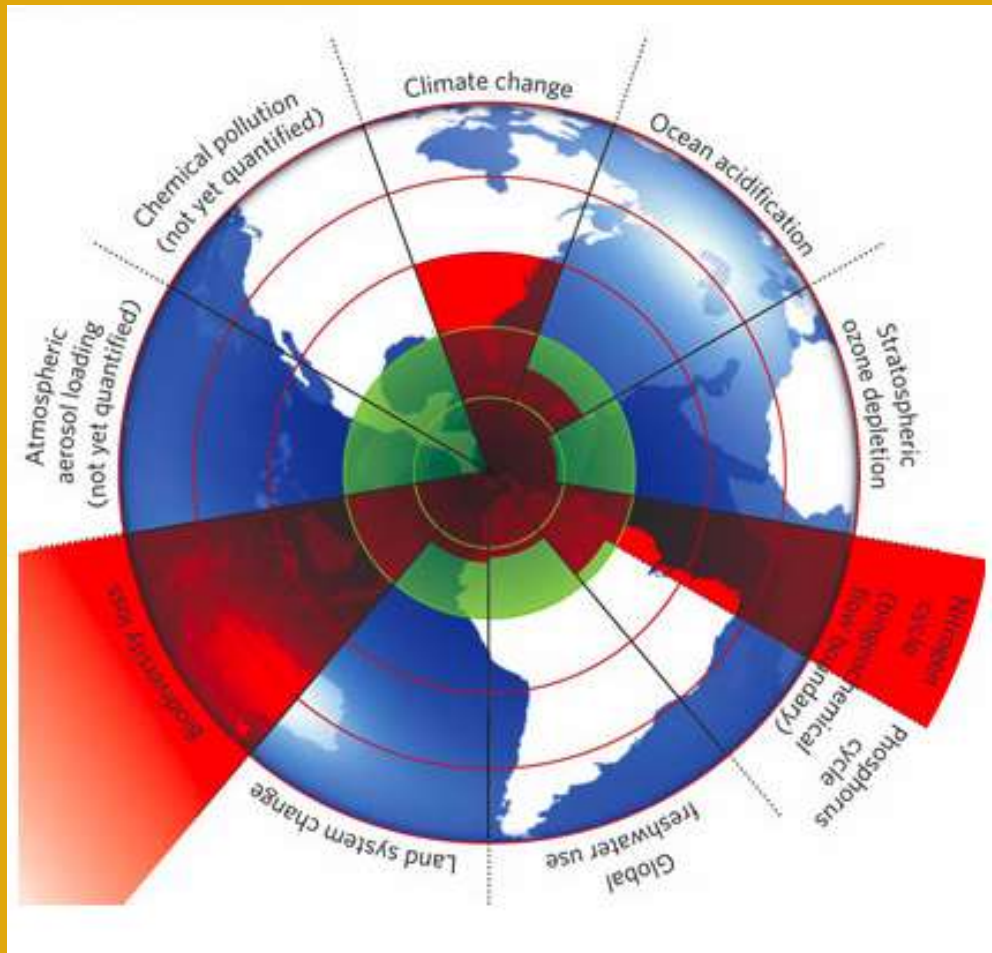 Climate change
Ocean acidification
Stratospheric
ozone depletion
Nitrogen
cycle
(biogeochemical
flow boundary)
Phosphorus
cycle
Global
freshwater use
Land system change
Biodiversity loss
Atmospheric
aerosol loading
(not yet quantified)
Chemical pollution
(not yet quantified)